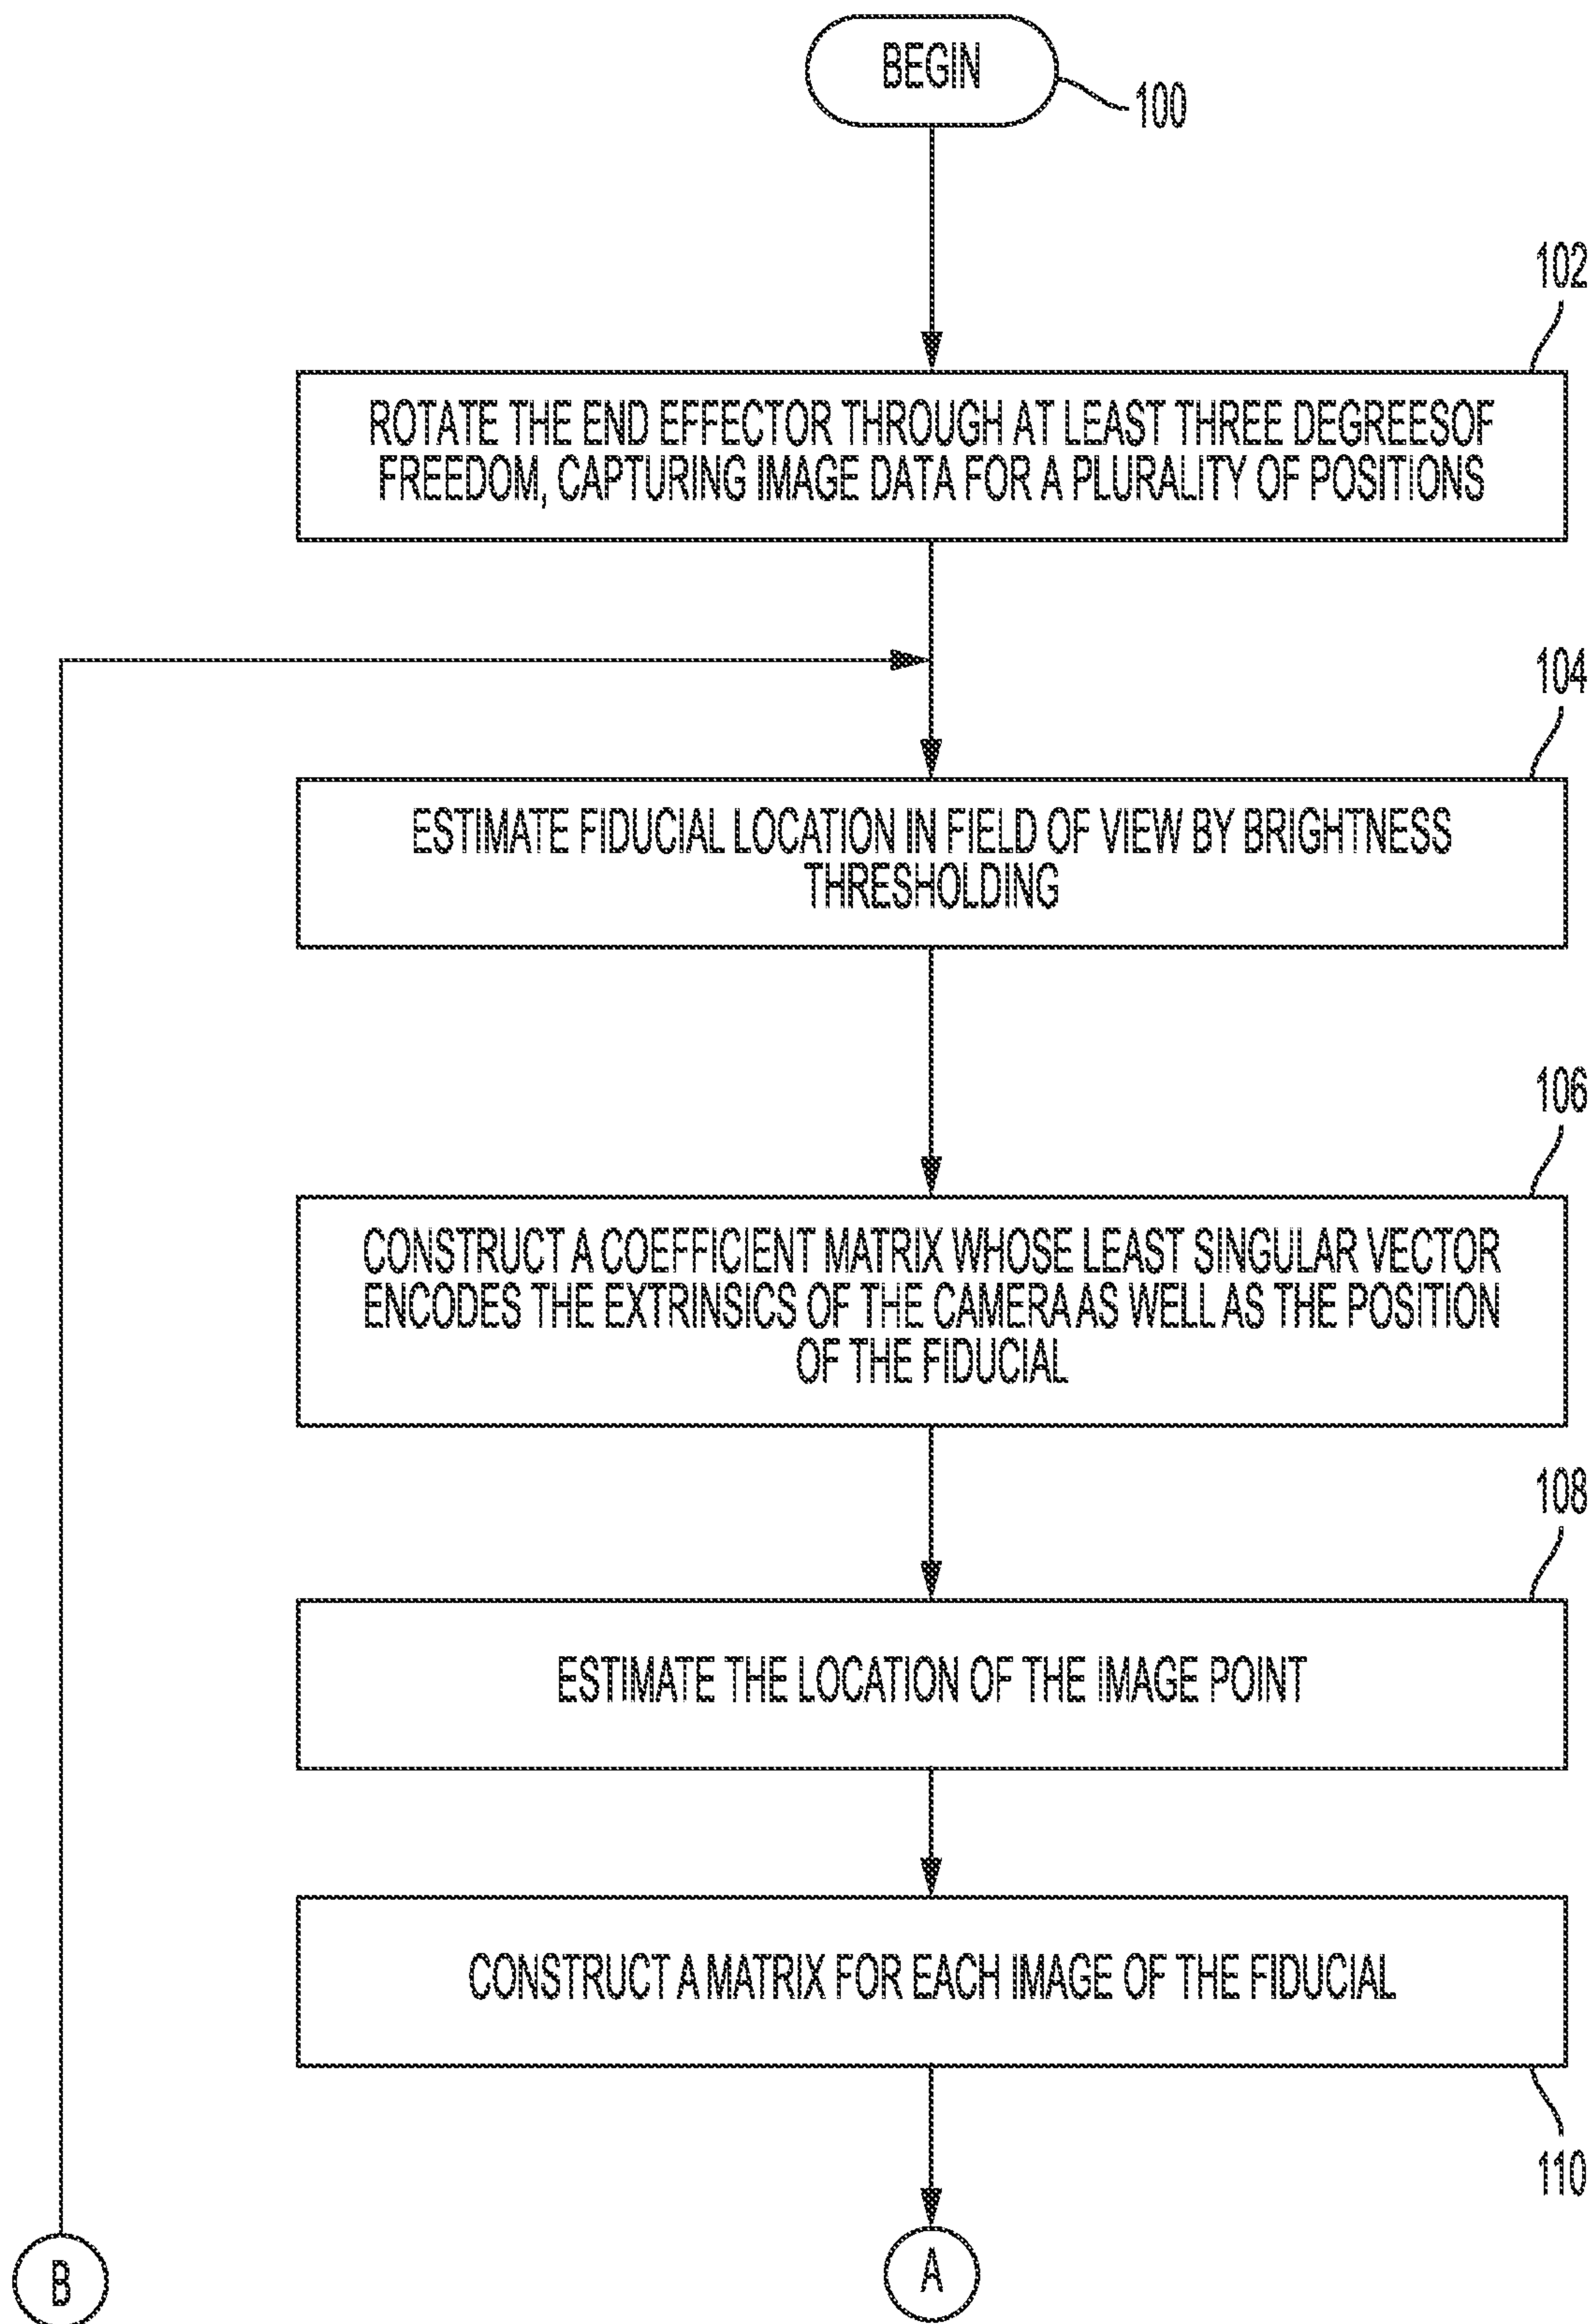 BEGIN
100
102
ROTATE THE END EFFECTOR THROUGH AT LEAST THREE DEGREESOF
FREEDOM, CAPTURING IMAGE DATA FOR A PLURALITY OF POSITIONS
104
ESTIMATE FIDUCIAL LOCATION IN FIELD OF VIEW BY BRIGHTNESS
THRESHOLDING
106
CONSTRUCT A COEFFICIENT MATRIX WHOSE LEAST SINGULAR VECTOR
ENCODES THE EXTRINSICS OF THE CAMERA AS WELL AS THE POSITION
OF THE FIDUCIAL
108
ESTIMATE THE LOCATION OF THE IMAGE POINT
CONSTRUCT A MATRIX FOR EACH IMAGE OF THE FIDUCIAL
110
B
A